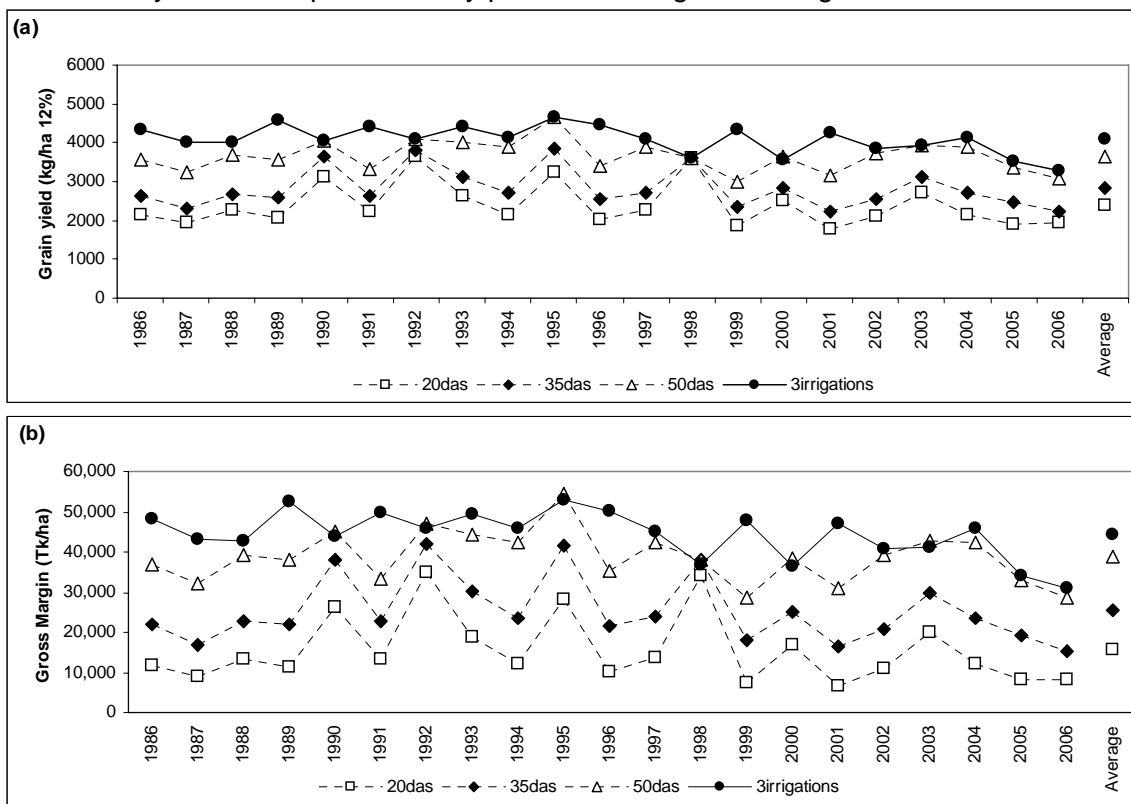 (a)
Grain yield (kg/ha 12%)
6000
5000
4000
3000
2000
1000
0
1986 1987 1988 1989 1990 1991 1992 1993 1994 1995 1996 1997 1998 1999 2000 2001 2002 2003 2004 2005 2006 Average
20das 35das 50das 3irrigations
(b)
Gross Margin (Tk/ha)
60,000
50,000
40,000
30,000
20,000
10,000
0
1986 1987 1988 1989 1990 1991 1992 1993 1994 1995 1996 1997 1998 1999 2000 2001 2002 2003 2004 2005 2006 Average
20das 35das 50das 3irrigations